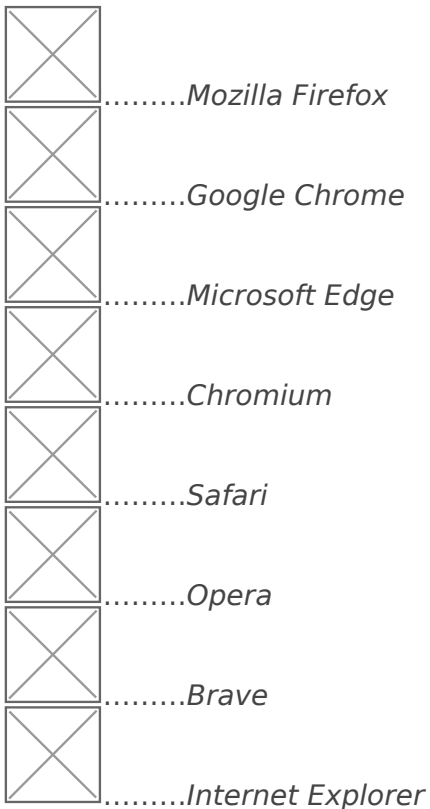 .........Mozilla Firefox
.........Google Chrome
.........Microsoft Edge
.........Chromium
.........Safari
.........Opera
.........Brave
.........Internet Explorer